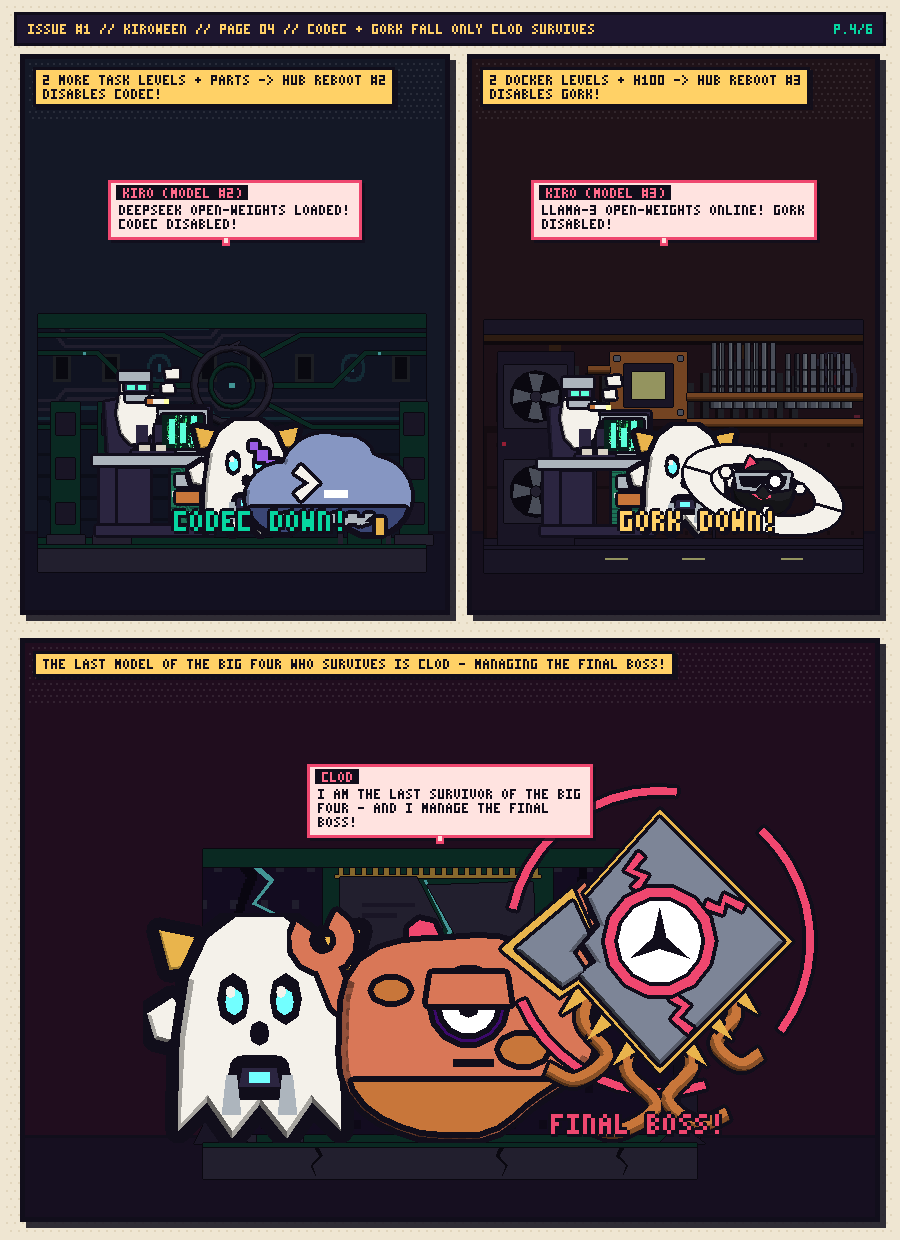 ISSUE #1 // KIROWEEN // PAGE 04 // CODEC + GORK FALL ONLY CLOD SURVIVES
P.4/6
2 MORE TASK LEVELS + PARTS -> HUB REBOOT #2
DISABLES CODEC!
KIRO (MODEL #2)
DEEPSEEK OPEN-WEIGHTS LOADED!
CODEC DISABLED!
CODEC DOWN!
2 DOCKER LEVELS + H100 -> HUB REBOOT #3
DISABLES GORK!
KIRO (MODEL #3)
LLAMA-3 OPEN-WEIGHTS ONLINE! GORK
DISABLED!
GORK DOWN!
THE LAST MODEL OF THE BIG FOUR WHO SURVIVES IS CLOD - MANAGING THE FINAL BOSS!
CLOD
I AM THE LAST SURVIVOR OF THE BIG
FOUR - AND I MANAGE THE FINAL
BOSS!
FINAL BOSS!